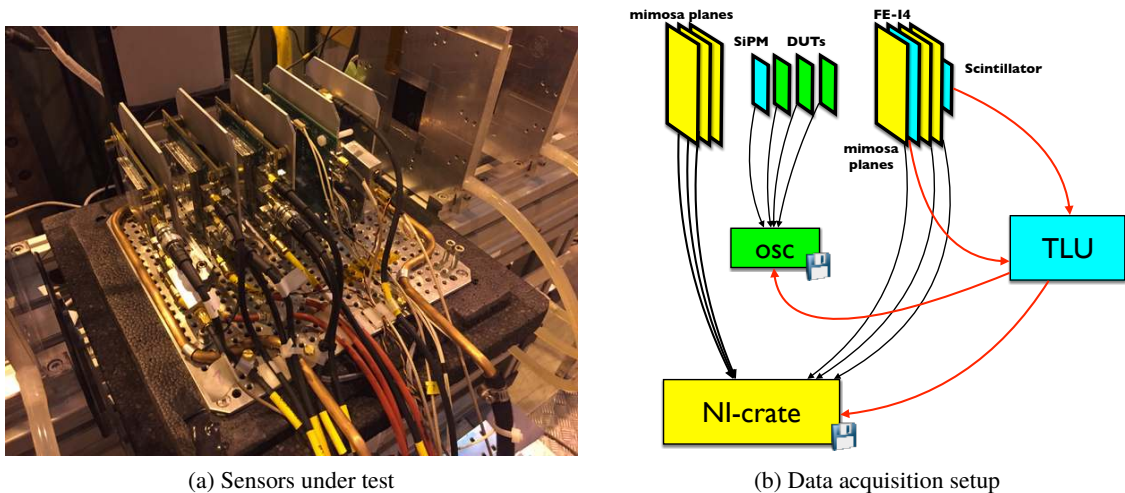 mimosa planes
FE-I4
SiPM
DUTs
Scintillator
mimosa
planes
OSC
TLU
NI-crate
(a) Sensors under test
(b) Data acquisition setup